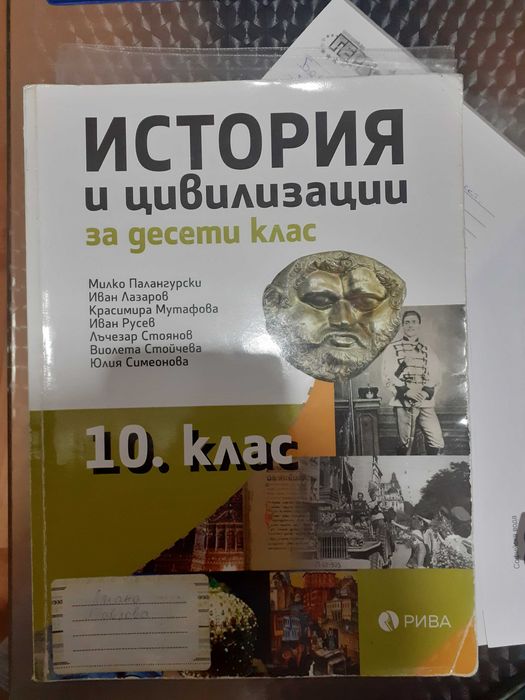 ИСТОРИЯ
и цивилизации
за десети клас
Милко Палангурски
Иван Лазаров
Красимира Мутафова
Иван Русев
Лъчезар Стоянов
Виолета Стойчева
Юлия Симеонова
10. клас
РИВА